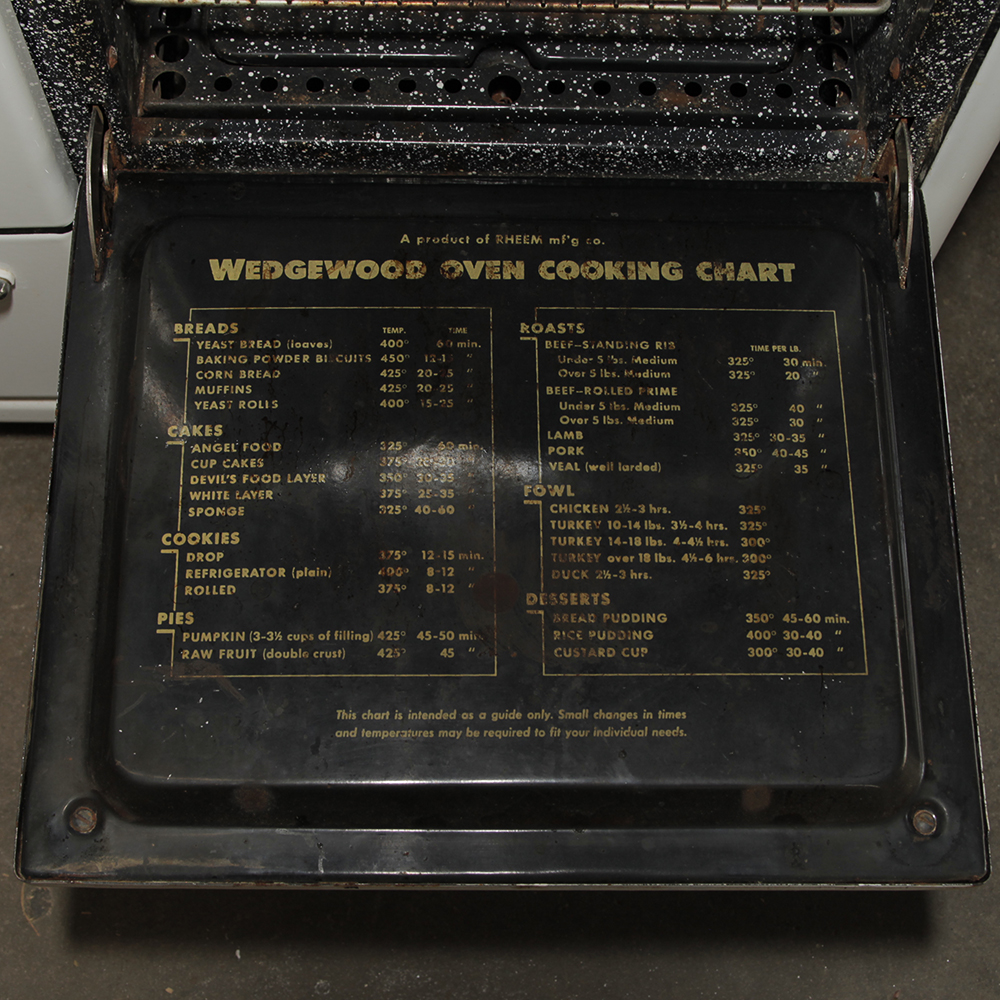 A product of RHEEM mf'g co.
WEDGEWOOD OVEN COOKING CHART
BREADS TEMP. TIME
YEAST BREAD (loaves) 400° 60 min.
BAKING POWDER BISCUITS 450° 12-15 "
CORN BREAD 425° 20-25 "
MUFFINS 425° 20-25 "
YEAST ROLLS 400° 15-25 "
CAKES
ANGEL FOOD 325° 60 min.
CUP CAKES 375° "
DEVIL'S FOOD LAYER 350° 30-35 "
WHITE LAYER 375° 25-35 "
SPONGE 325° 40-60 "
COOKIES
DROP 375° 12-15 min.
REFRIGERATOR (plain) 400° 8-12 "
ROLLED 375° 8-12 "
PIES
PUMPKIN (3-3½ cups of filling) 425° 45-50 min.
RAW FRUIT (double crust) 425° 45 "
ROASTS
BEEF—STANDING RIB TIME PER LB.
Under 5 lbs. Medium 325° 30 min.
Over 5 lbs. Medium 325° 20 "
BEEF—ROLLED PRIME
Under 5 lbs. Medium 325° 40 "
Over 5 lbs. Medium 325° 30 "
LAMB 325° 30-35 "
PORK 350° 40-45 "
VEAL (well larded) 325° 35 "
FOWL
CHICKEN 2½-3 hrs. 325°
TURKEY 10-14 lbs. 3½-4 hrs. 325°
TURKEY 14-18 lbs. 4-4½ hrs. 300°
TURKEY over 18 lbs. 4½-6 hrs. 300°
DUCK 2½-3 hrs. 325°
DESSERTS
BREAD PUDDING 350° 45-60 min.
RICE PUDDING 400° 30-40 "
CUSTARD CUP 300° 30-40 "
This chart is intended as a guide only. Small changes in times
and temperatures may be required to fit your individual needs.